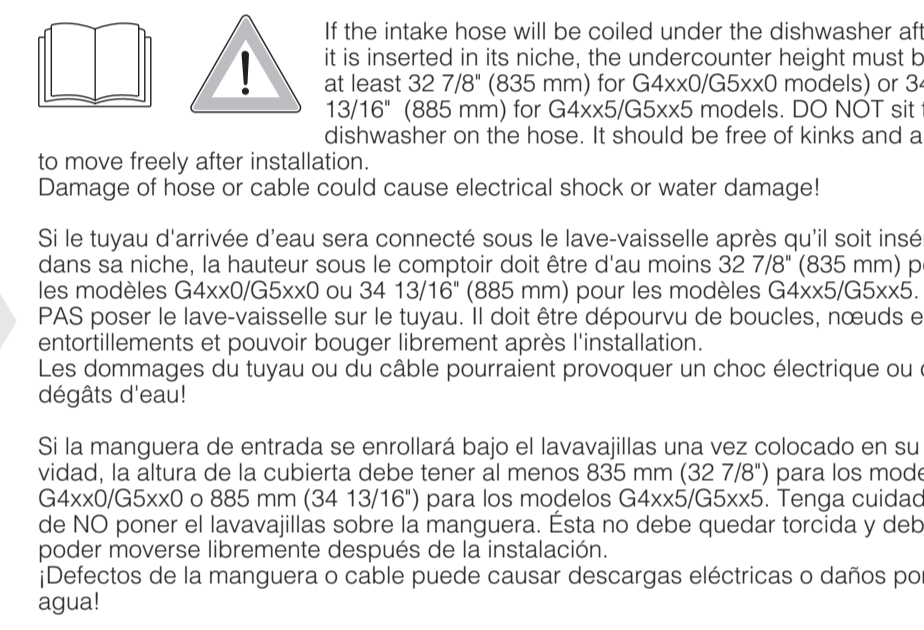 If the intake hose will be coiled under the dishwasher
it is inserted in its niche, the undercounter height must
at least 32 7/8" (835 mm) for G4xx0/G5xx0 models) or
13/16"  (885 mm) for G4xx5/G5xx5 models. DO NOT sit
dishwasher on the hose. It should be free of kinks and
to move freely after installation.
Damage of hose or cable could cause electrical shock or water damage!
Si le tuyau d'arrivée d’eau sera connecté sous le lave-vaisselle après qu’il soit
dans sa niche, la hauteur sous le comptoir doit être d'au moins 32 7/8" (835 mm)
les modèles G4xx0/G5xx0 ou 34 13/16" (885 mm) pour les modèles G4xx5/G5xx5.
PAS poser le lave-vaisselle sur le tuyau. Il doit être dépourvu de boucles, nœuds
entortillements et pouvoir bouger librement après l'installation.
Les dommages du tuyau ou du câble pourraient provoquer un choc électrique ou
dégâts d'eau!
Si la manguera de entrada se enrollará bajo el lavavajillas una vez colocado en su
vidad, la altura de la cubierta debe tener al menos 835 mm (32 7/8") para los
G4xx0/G5xx0 o 885 mm (34 13/16") para los modelos G4xx5/G5xx5. Tenga
de NO poner el lavavajillas sobre la manguera. Ésta no debe quedar torcida y
poder moverse libremente después de la instalación.
¡Defectos de la manguera o cable puede causar descargas eléctricas o daños por
agua!